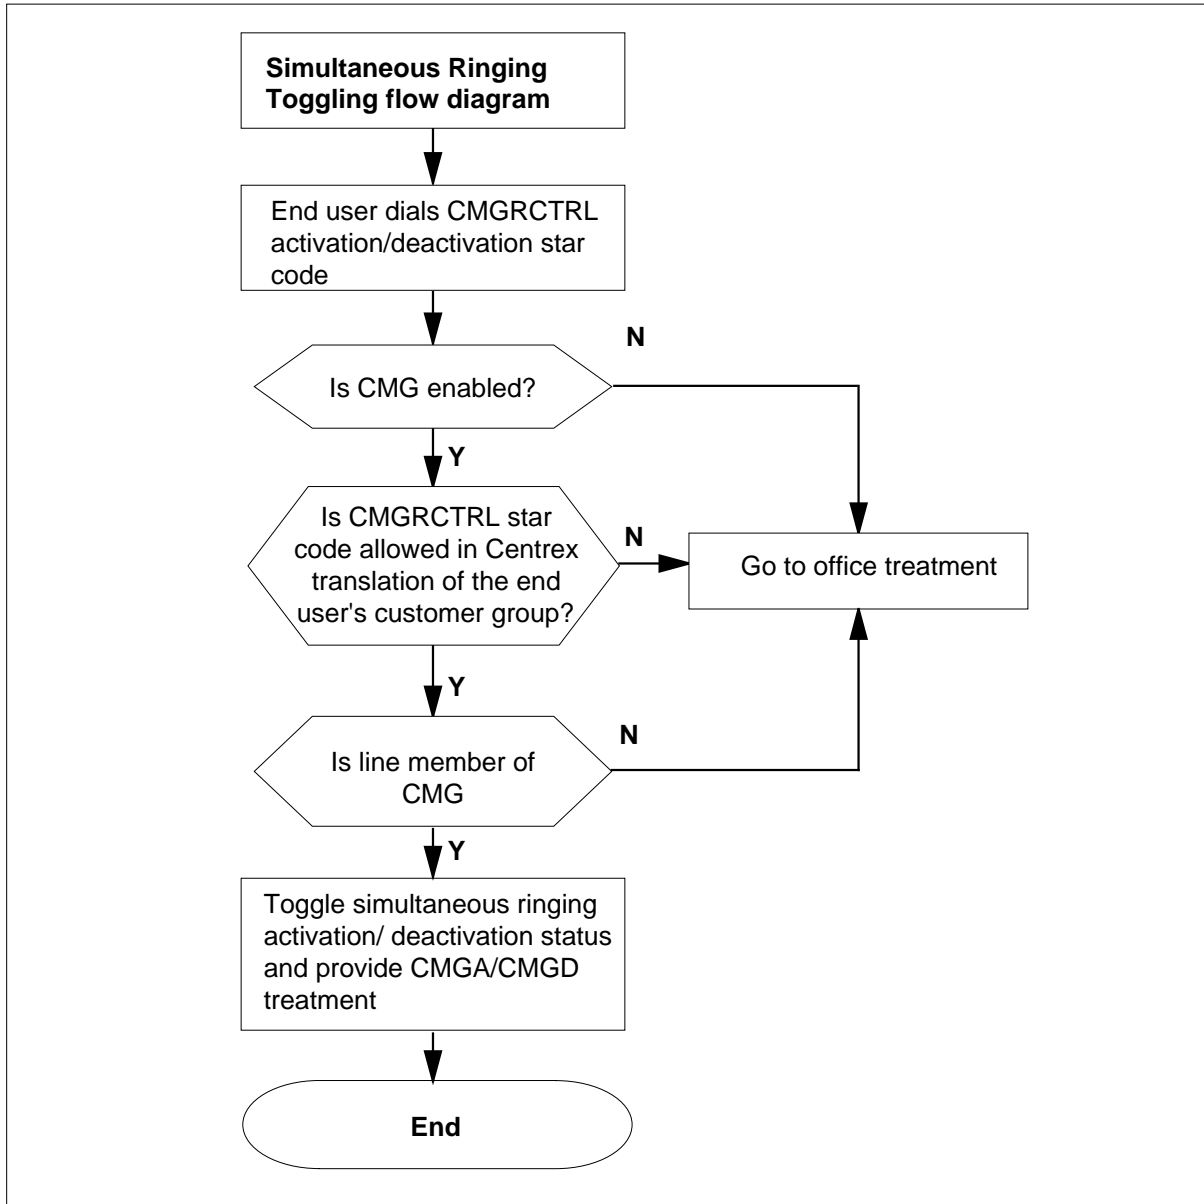 Simultaneous Ringing
Toggling flow diagram
End user dials CMGRCTRL
activation/deactivation star
code
N
Is CMG enabled?
Y
Is CMGRCTRL star
code allowed in Centrex
translation of the end
user's customer group?
N
Go to office treatment
Y
N
Is line member of
CMG
Y
Toggle simultaneous ringing
activation/ deactivation status
and provide CMGA/CMGD
treatment
End